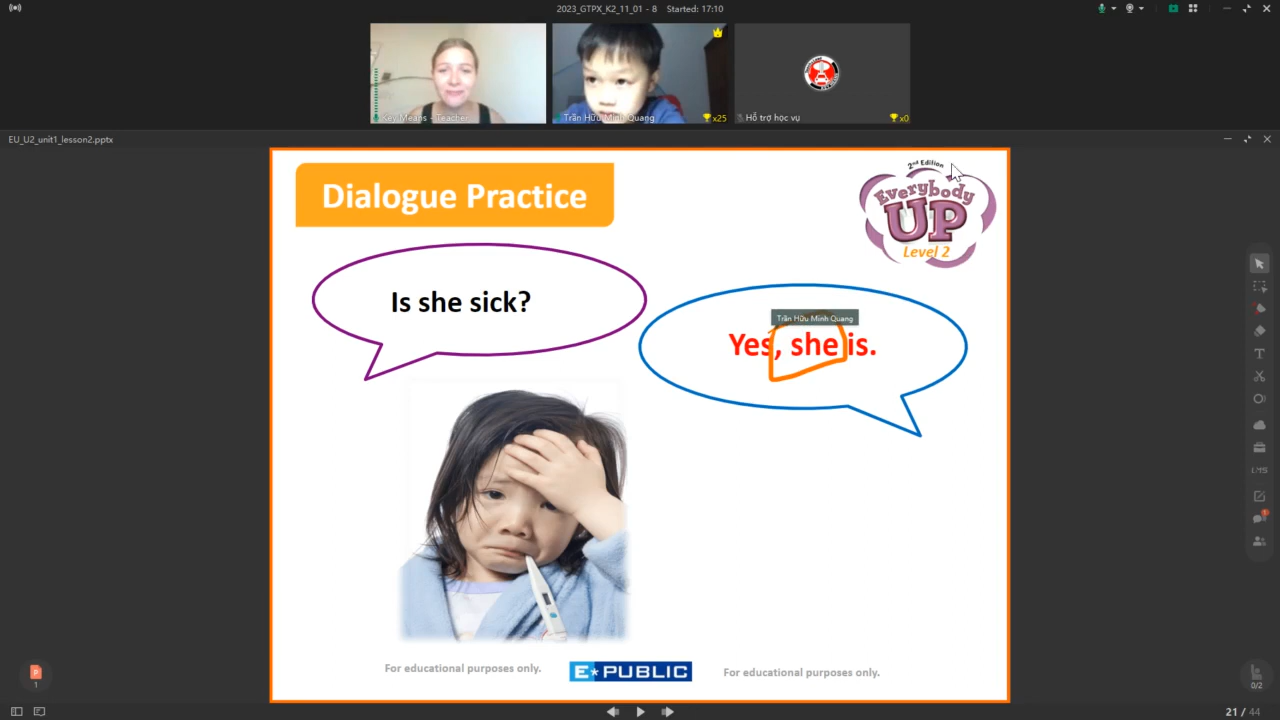 2023_GTPX_K2_11_01 - 8 Started: 17:10
Kev Means - Teacher
Trần Hữu Minh Quang
x25
Hỗ trợ học vụ
x0
EU_U2_unit1_lesson2.pptx
Dialogue Practice
2nd Edition
Everybody
UP
Level 2
Is she sick?
Trần Hữu Minh Quang
Yes, she is.
For educational purposes only.
E*PUBLIC
For educational purposes only.
1
0/2
21 / 44